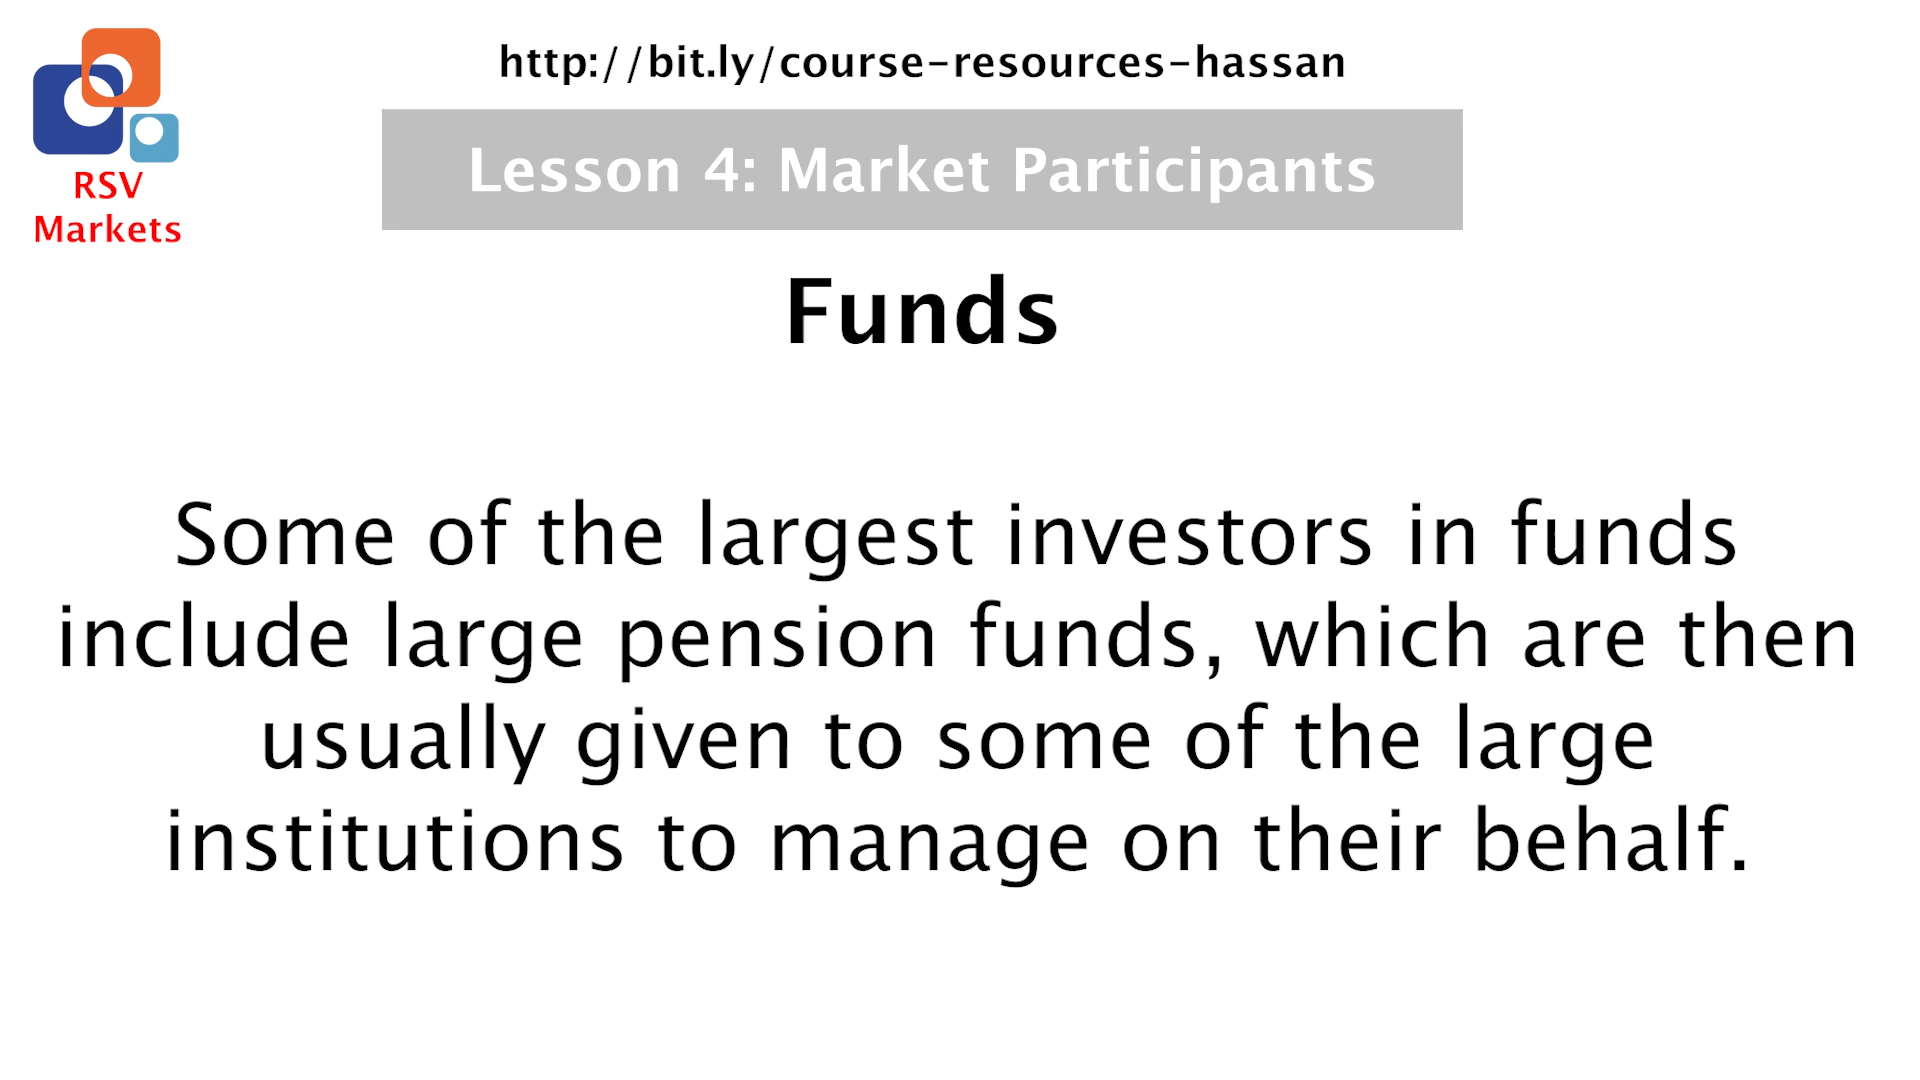 http://bit.ly/course-resources-hassan
RSV
Markets
Lesson 4: Market Participants
Funds
Some of the largest investors in funds
include large pension funds, which are then
usually given to some of the large
institutions to manage on their behalf.